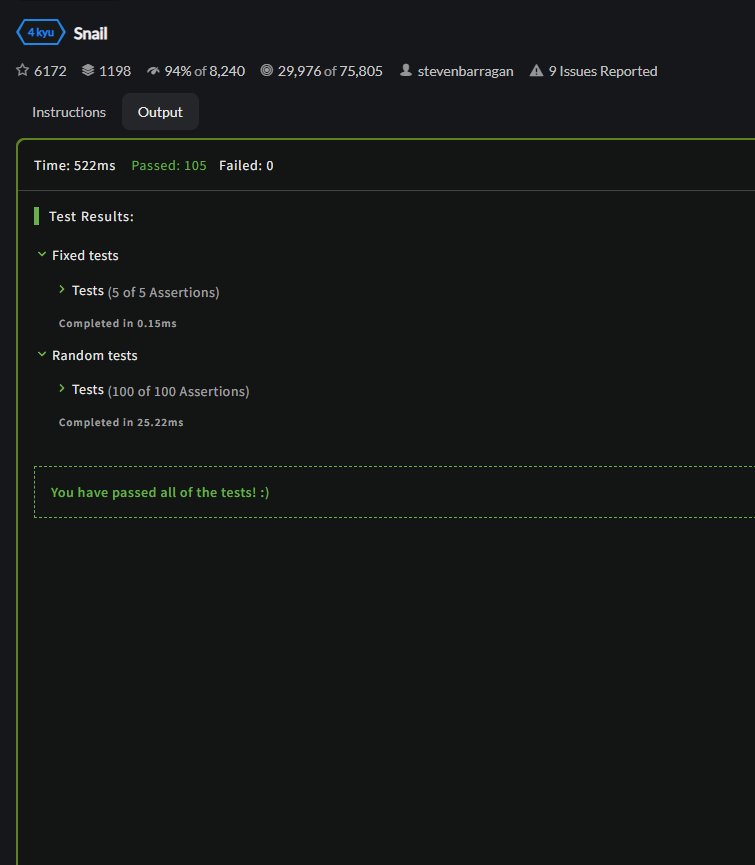 4 kyu Snail
6172 1198 94% of 8,240 29,976 of 75,805 stevenbarragan 9 Issues Reported
Instructions Output
Time: 522ms Passed: 105 Failed: 0
Test Results:
Fixed tests
Tests (5 of 5 Assertions)
Completed in 0.15ms
Random tests
Tests (100 of 100 Assertions)
Completed in 25.22ms
You have passed all of the tests! :)